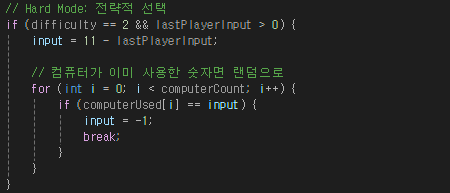 // Hard Mode: 전략적 선택
if (difficulty == 2 && lastPlayerInput > 0) {
    input = 11 - lastPlayerInput;

    // 컴퓨터가 이미 사용한 숫자면 랜덤으로
    for (int i = 0; i < computerCount; i++) {
        if (computerUsed[i] == input) {
            input = -1;
            break;
        }
    }
}